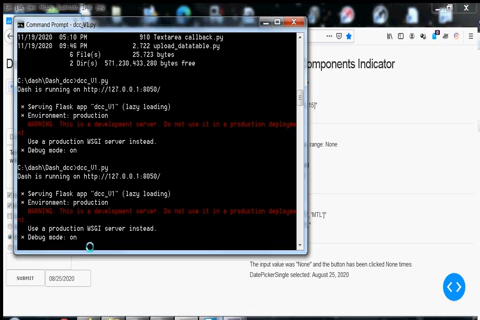 Command Prompt - dcc_V1.py
11/19/2020  05:10 PM  910 Textarea callback.py
11/19/2020  09:46 PM  2,722 upload_datatable.py
6 File(s)  25,723 bytes
2 Dir(s)  571,230,433,280 bytes free
C:\dash\Dash_dcc>dcc_V1.py
Dash is running on http://127.0.0.1:8050/
* Serving Flask app "dcc_V1" (lazy loading)
* Environment: production
WARNING: This is a development server. Do not use it in a production deployme
nt.
Use a production WSGI server instead.
* Debug mode: on
C:\dash\Dash_dcc>dcc_V1.py
Dash is running on http://127.0.0.1:8050/
* Serving Flask app "dcc_V1" (lazy loading)
* Environment: production
WARNING: This is a development server. Do not use it in a production deployme
nt.
Use a production WSGI server instead.
* Debug mode: on
omponents Indicator
range: None
'MTL']
The input value was "None" and the button has been clicked None times
DatePickerSingle selected: August 25, 2020
SUBMIT
08/25/2020